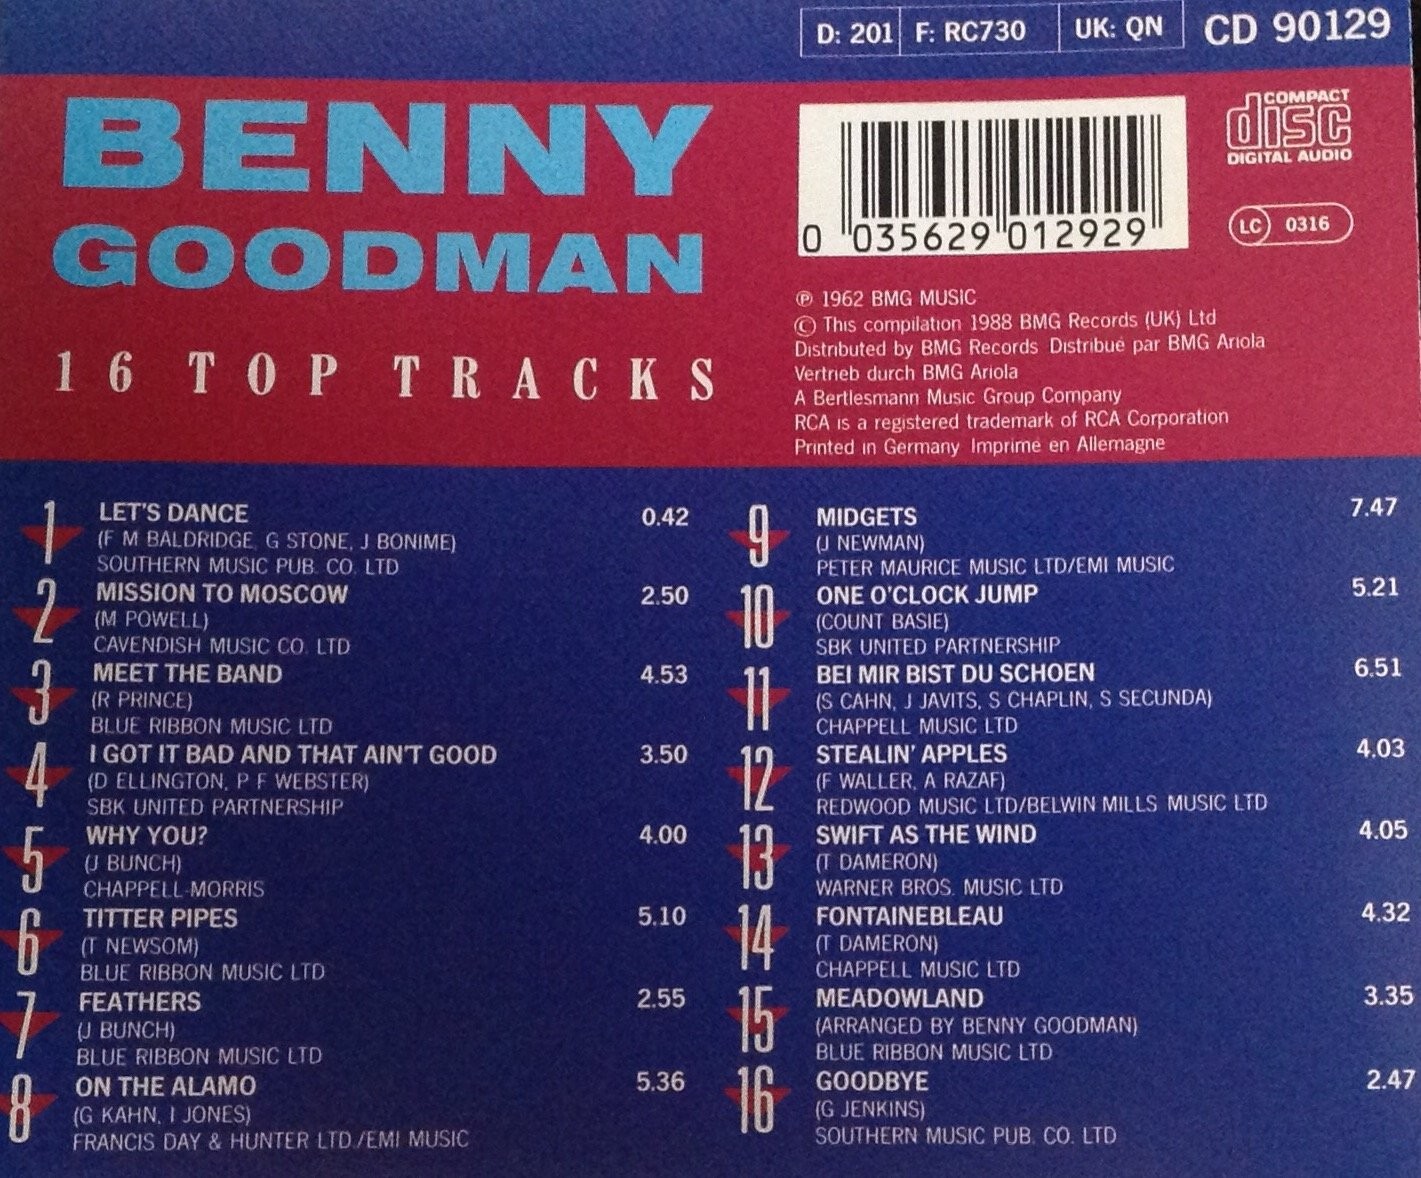 D: 201 F: RC730 UK: QN CD 90129
BENNY
GOODMAN
16 TOP TRACKS
0 035629 012929
COMPACT
disc
DIGITAL AUDIO
LC 0316
℗ 1962 BMG MUSIC
© This compilation 1988 BMG Records (UK) Ltd
Distributed by BMG Records Distribué par BMG Ariola
Vertrieb durch BMG Ariola
A Bertlesmann Music Group Company
RCA is a registered trademark of RCA Corporation
Printed in Germany Imprimé en Allemagne
1 LET'S DANCE 0.42
(F M BALDRIDGE, G STONE, J BONIME)
SOUTHERN MUSIC PUB. CO. LTD
2 MISSION TO MOSCOW 2.50
(M POWELL)
CAVENDISH MUSIC CO. LTD
3 MEET THE BAND 4.53
(R PRINCE)
BLUE RIBBON MUSIC LTD
4 I GOT IT BAD AND THAT AIN'T GOOD 3.50
(D ELLINGTON, P F WEBSTER)
SBK UNITED PARTNERSHIP
5 WHY YOU? 4.00
(J BUNCH)
CHAPPELL-MORRIS
6 TITTER PIPES 5.10
(T NEWSOM)
BLUE RIBBON MUSIC LTD
7 FEATHERS 2.55
(J BUNCH)
BLUE RIBBON MUSIC LTD
8 ON THE ALAMO 5.36
(G KAHN, I JONES)
FRANCIS DAY & HUNTER LTD./EMI MUSIC
9 MIDGETS 7.47
(J NEWMAN)
PETER MAURICE MUSIC LTD/EMI MUSIC
10 ONE O'CLOCK JUMP 5.21
(COUNT BASIE)
SBK UNITED PARTNERSHIP
11 BEI MIR BIST DU SCHOEN 6.51
(S CAHN, J JAVITS, S CHAPLIN, S SECUNDA)
CHAPPELL MUSIC LTD
12 STEALIN' APPLES 4.03
(F WALLER, A RAZAF)
REDWOOD MUSIC LTD/BELWIN MILLS MUSIC LTD
13 SWIFT AS THE WIND 4.05
(T DAMERON)
WARNER BROS. MUSIC LTD
14 FONTAINEBLEAU 4.32
(T DAMERON)
CHAPPELL MUSIC LTD
15 MEADOWLAND 3.35
(ARRANGED BY BENNY GOODMAN)
BLUE RIBBON MUSIC LTD
16 GOODBYE 2.47
(G JENKINS)
SOUTHERN MUSIC PUB. CO. LTD